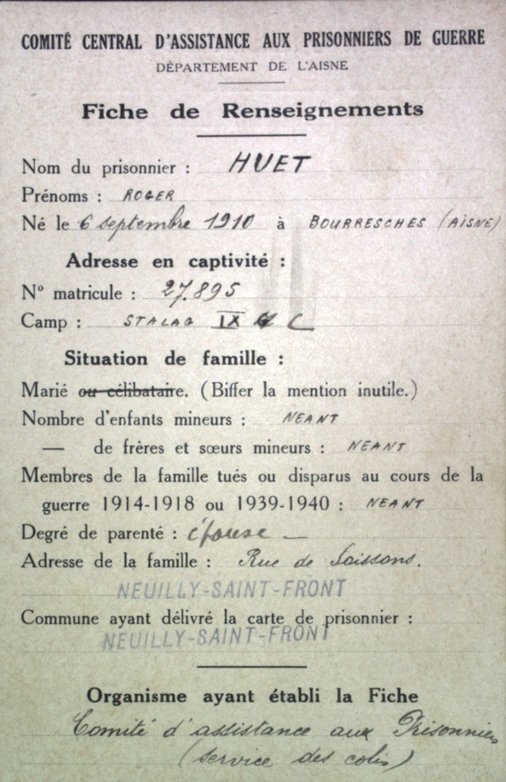 COMITÉ CENTRAL D'ASSISTANCE AUX PRISONNIERS DE GUERRE
DÉPARTEMENT DE L'AISNE
Fiche de Renseignements
Nom du prisonnier : HUET
Prénoms : ROGER
Né le 6 septembre 1910 à BOURRESCHES (AISNE)
Adresse en captivité :
N° matricule : 27.895
Camp : STALAG IX C
Situation de famille :
Marié ou célibataire. (Biffer la mention inutile.)
Nombre d'enfants mineurs : NEANT
— de frères et sœurs mineurs : NEANT
Membres de la famille tués ou disparus au cours de la
guerre 1914-1918 ou 1939-1940 : NEANT
Degré de parenté : épouse —
Adresse de la famille : Rue de Soissons.
NEUILLY-SAINT-FRONT
Commune ayant délivré la carte de prisonnier :
NEUILLY-SAINT-FRONT
Organisme ayant établi la Fiche
Comité d'assistance aux Prisonniers
(service des colis)